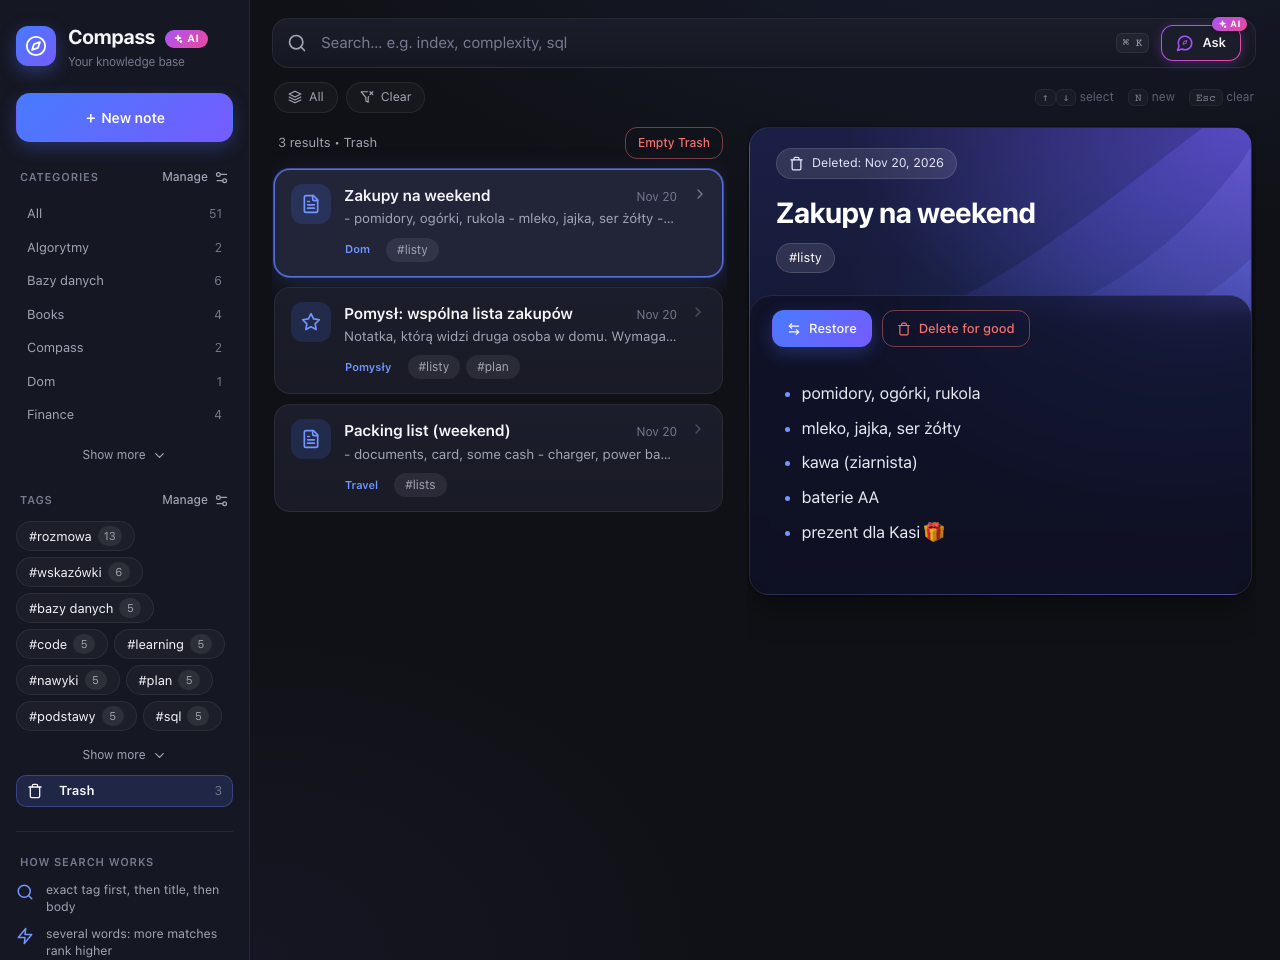 Compass AI
Your knowledge base
+ New note
CATEGORIES Manage
All 51
Algorytmy 2
Bazy danych 6
Books 4
Compass 2
Dom 1
Finance 4
Show more
TAGS Manage
#rozmowa 13
#wskazówki 6
#bazy danych 5
#code 5 #learning 5
#nawyki 5 #plan 5
#podstawy 5 #sql 5
Show more
Trash 3
HOW SEARCH WORKS
exact tag first, then title, then
body
several words: more matches
rank higher
Search... e.g. index, complexity, sql
⌘ K
AI
Ask
All Clear
↑ ↓ select N new Esc clear
3 results • Trash
Empty Trash
Zakupy na weekend Nov 20
- pomidory, ogórki, rukola - mleko, jajka, ser żółty -...
Dom #listy
Pomysł: wspólna lista zakupów Nov 20
Notatka, którą widzi druga osoba w domu. Wymaga...
Pomysły #listy #plan
Packing list (weekend) Nov 20
- documents, card, some cash - charger, power ba...
Travel #lists
Deleted: Nov 20, 2026
Zakupy na weekend
#listy
Restore Delete for good
• pomidory, ogórki, rukola
• mleko, jajka, ser żółty
• kawa (ziarnista)
• baterie AA
• prezent dla Kasi 🎁